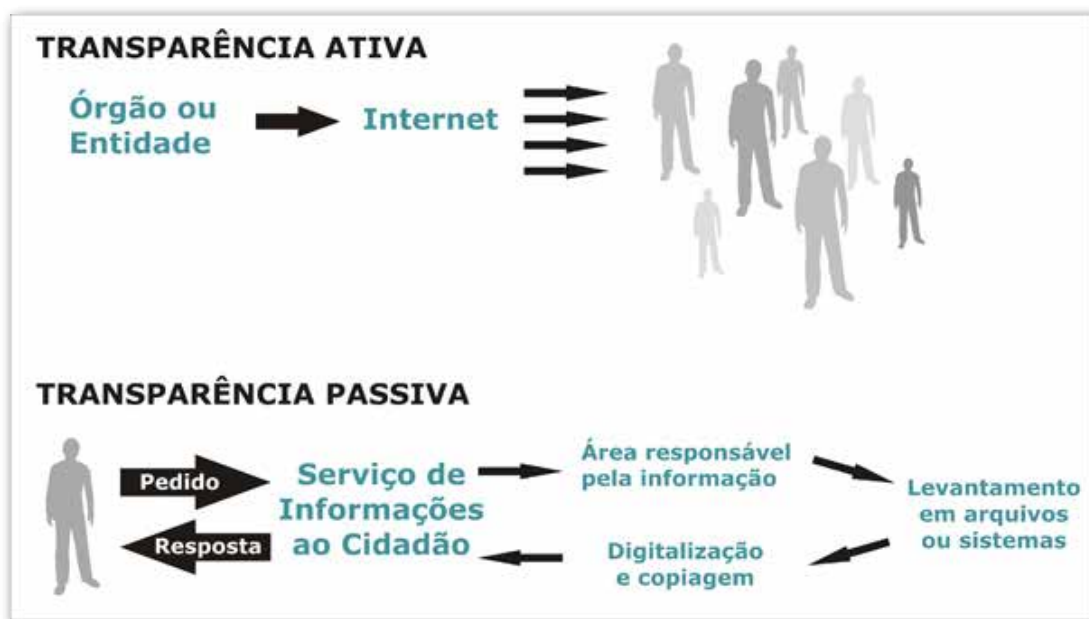 TRANSPARÊNCIA ATIVA
Órgão ou
Entidade
Internet
TRANSPARÊNCIA PASSIVA
Pedido
Resposta
Serviço de
Informações
ao Cidadão
Área responsável
pela informação
Levantamento
em arquivos
ou sistemas
Digitalização
e copiagem